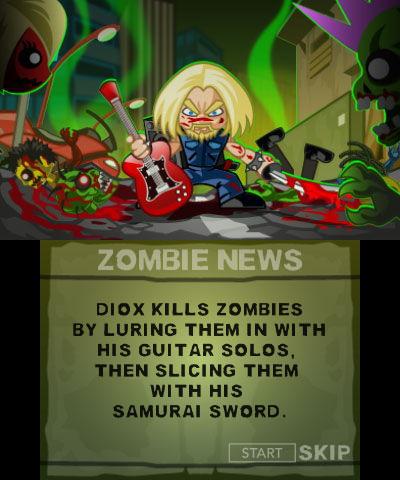 ZOMBIE NEWS
DIOX KILLS ZOMBIES
BY LURING THEM IN WITH
HIS GUITAR SOLOS,
THEN SLICING THEM
WITH HIS
SAMURAI SWORD.
START SKIP